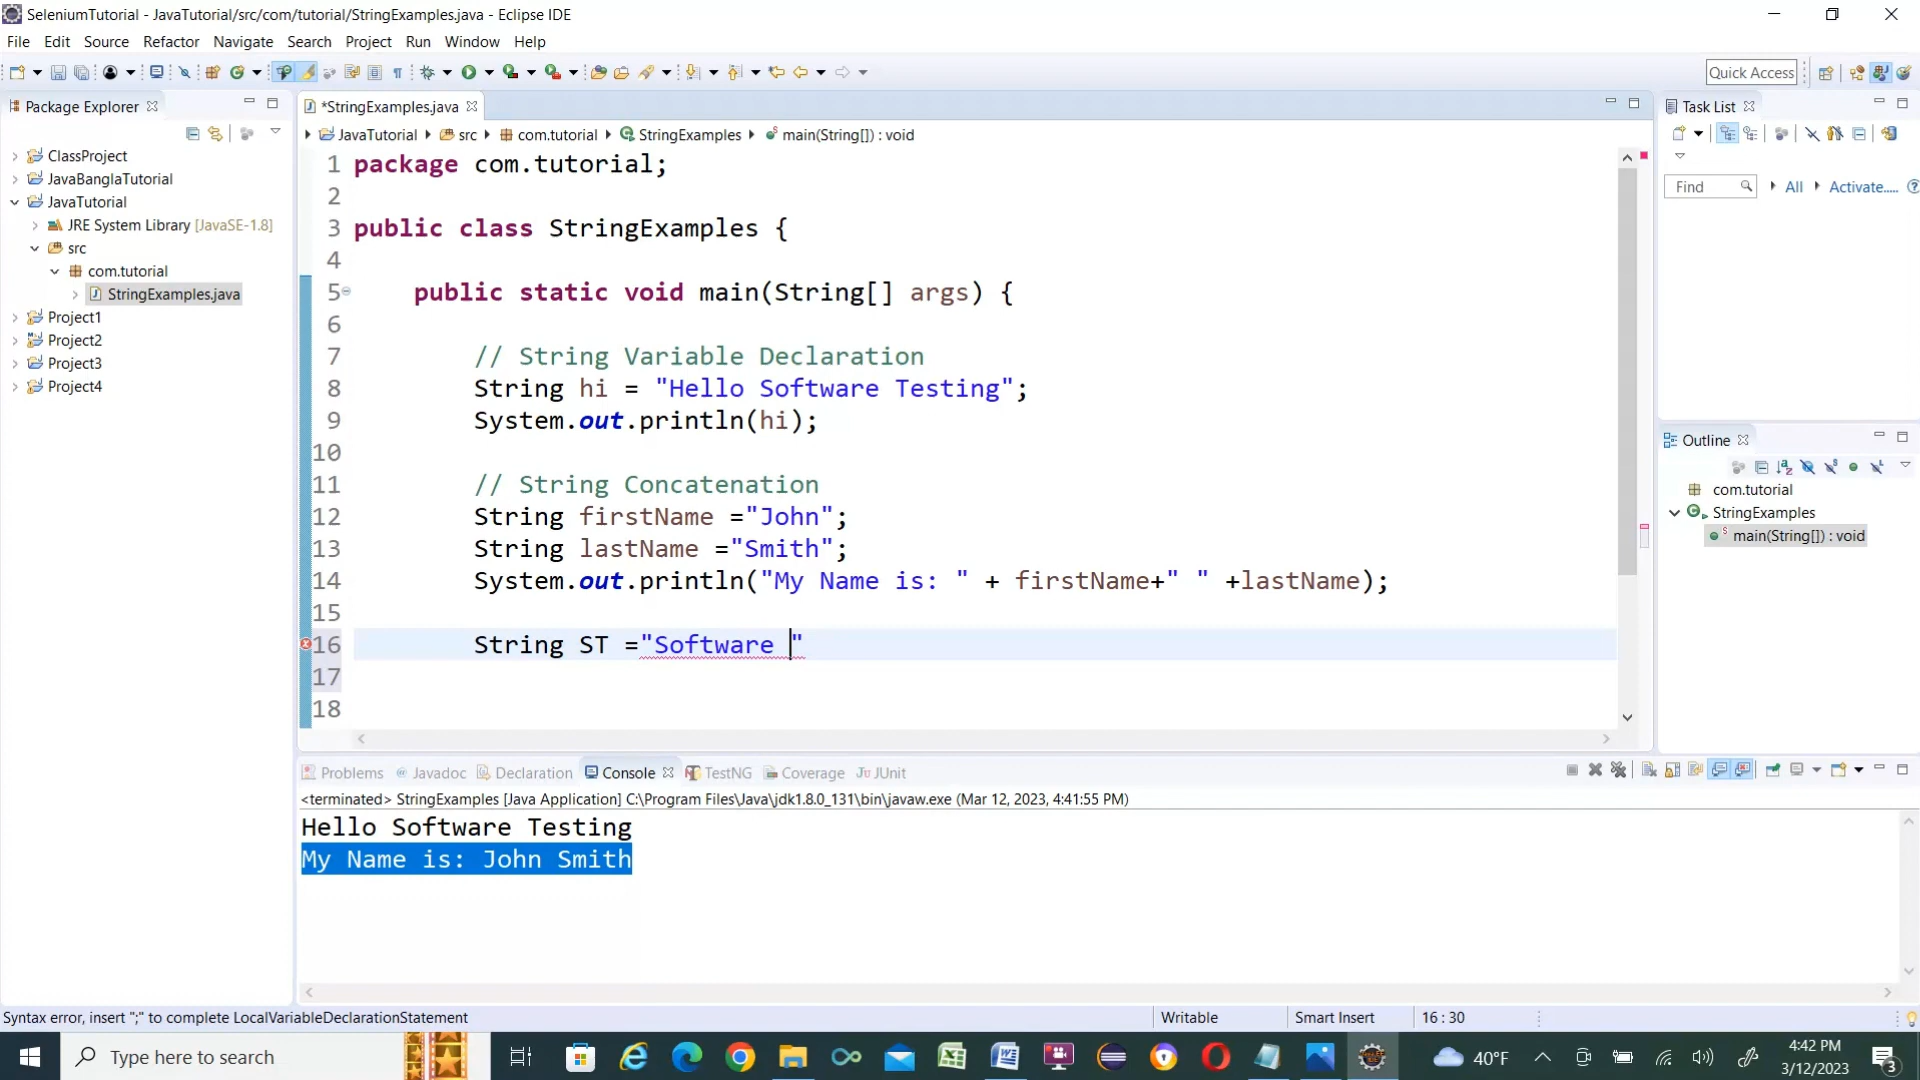 SeleniumTutorial - JavaTutorial/src/com/tutorial/StringExamples.java - Eclipse IDE
File Edit Source Refactor Navigate Search Project Run Window Help
Quick Access
Package Explorer
ClassProject
JavaBanglaTutorial
JavaTutorial
JRE System Library [JavaSE-1.8]
src
com.tutorial
StringExamples.java
Project1
Project2
Project3
Project4
*StringExamples.java
JavaTutorial src com.tutorial StringExamples main(String[]) : void
1 package com.tutorial;
2
3 public class StringExamples {
4
5 public static void main(String[] args) {
6
7 // String Variable Declaration
8 String hi = "Hello Software Testing";
9 System.out.println(hi);
10
11 // String Concatenation
12 String firstName ="John";
13 String lastName ="Smith";
14 System.out.println("My Name is: " + firstName+" " +lastName);
15
16 String ST ="Software "
17
18
Task List
Find All Activate....
Outline
com.tutorial
StringExamples
main(String[]) : void
Problems Javadoc Declaration Console TestNG Coverage JUnit
<terminated> StringExamples [Java Application] C:\Program Files\Java\jdk1.8.0_131\bin\javaw.exe (Mar 12, 2023, 4:41:55 PM)
Hello Software Testing
My Name is: John Smith
Syntax error, insert ";" to complete LocalVariableDeclarationStatement
Writable Smart Insert 16 : 30
Type here to search
40°F
4:42 PM
3/12/2023
3